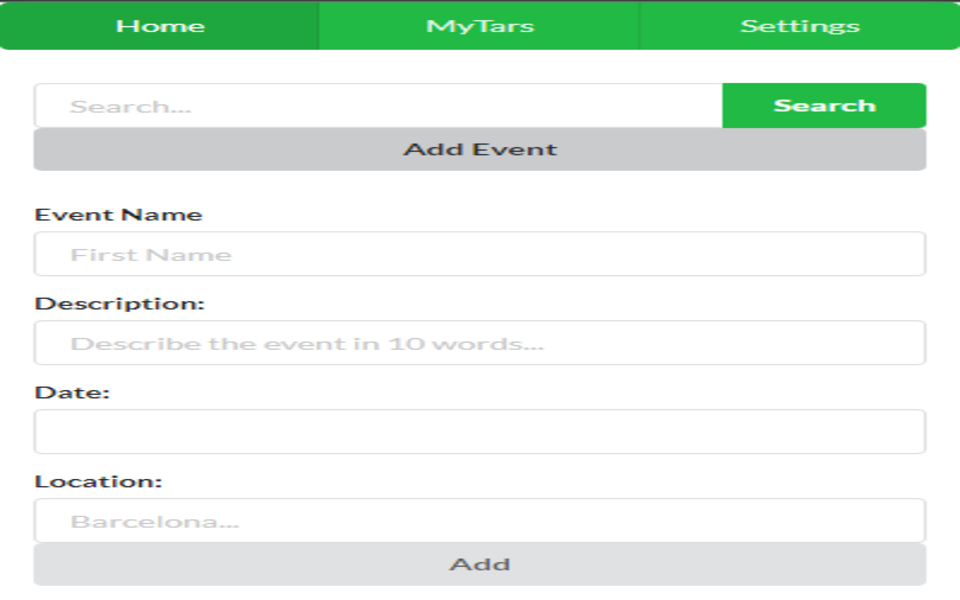 Home MyTars Settings
Search... Search
Add Event
Event Name
First Name
Description:
Describe the event in 10 words...
Date:
Location:
Barcelona...
Add